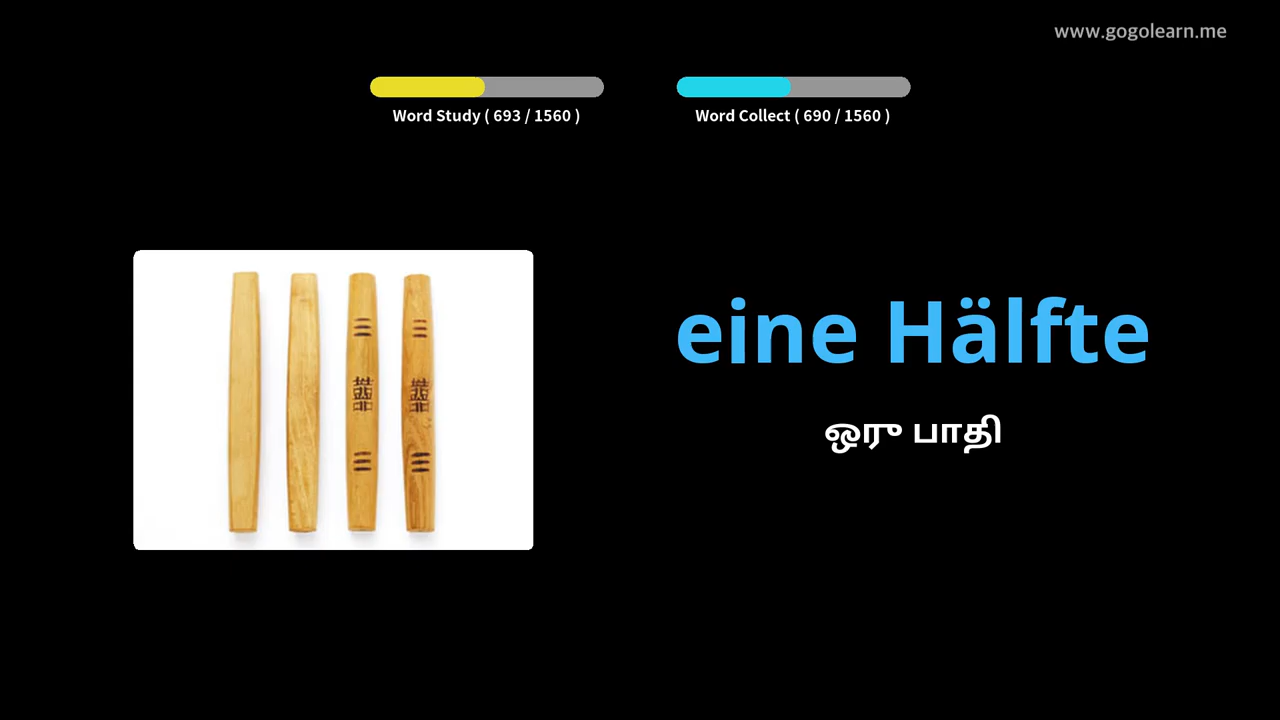 www.gogolearn.me
Word Study ( 693 / 1560 )
Word Collect ( 690 / 1560 )
eine Hälfte
ஒரு பாதி